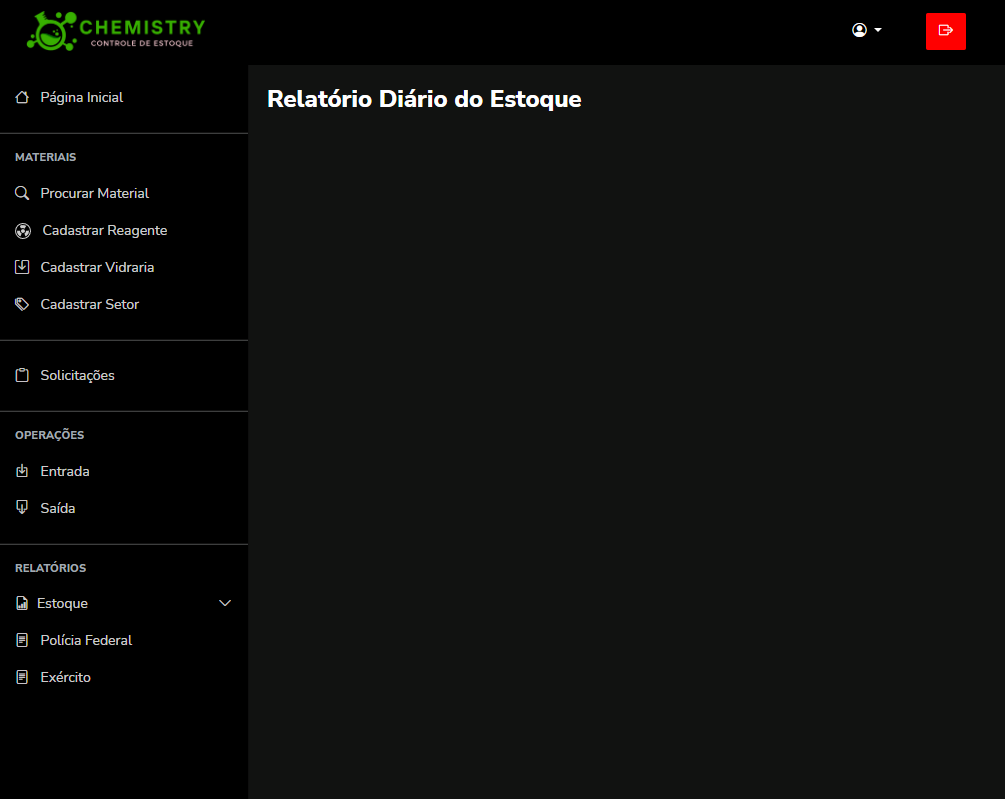 CHEMISTRY
CONTROLE DE ESTOQUE
Página Inicial
Relatório Diário do Estoque
MATERIAIS
Procurar Material
Cadastrar Reagente
Cadastrar Vidraria
Cadastrar Setor
Solicitações
OPERAÇÕES
Entrada
Saída
RELATÓRIOS
Estoque
Polícia Federal
Exército